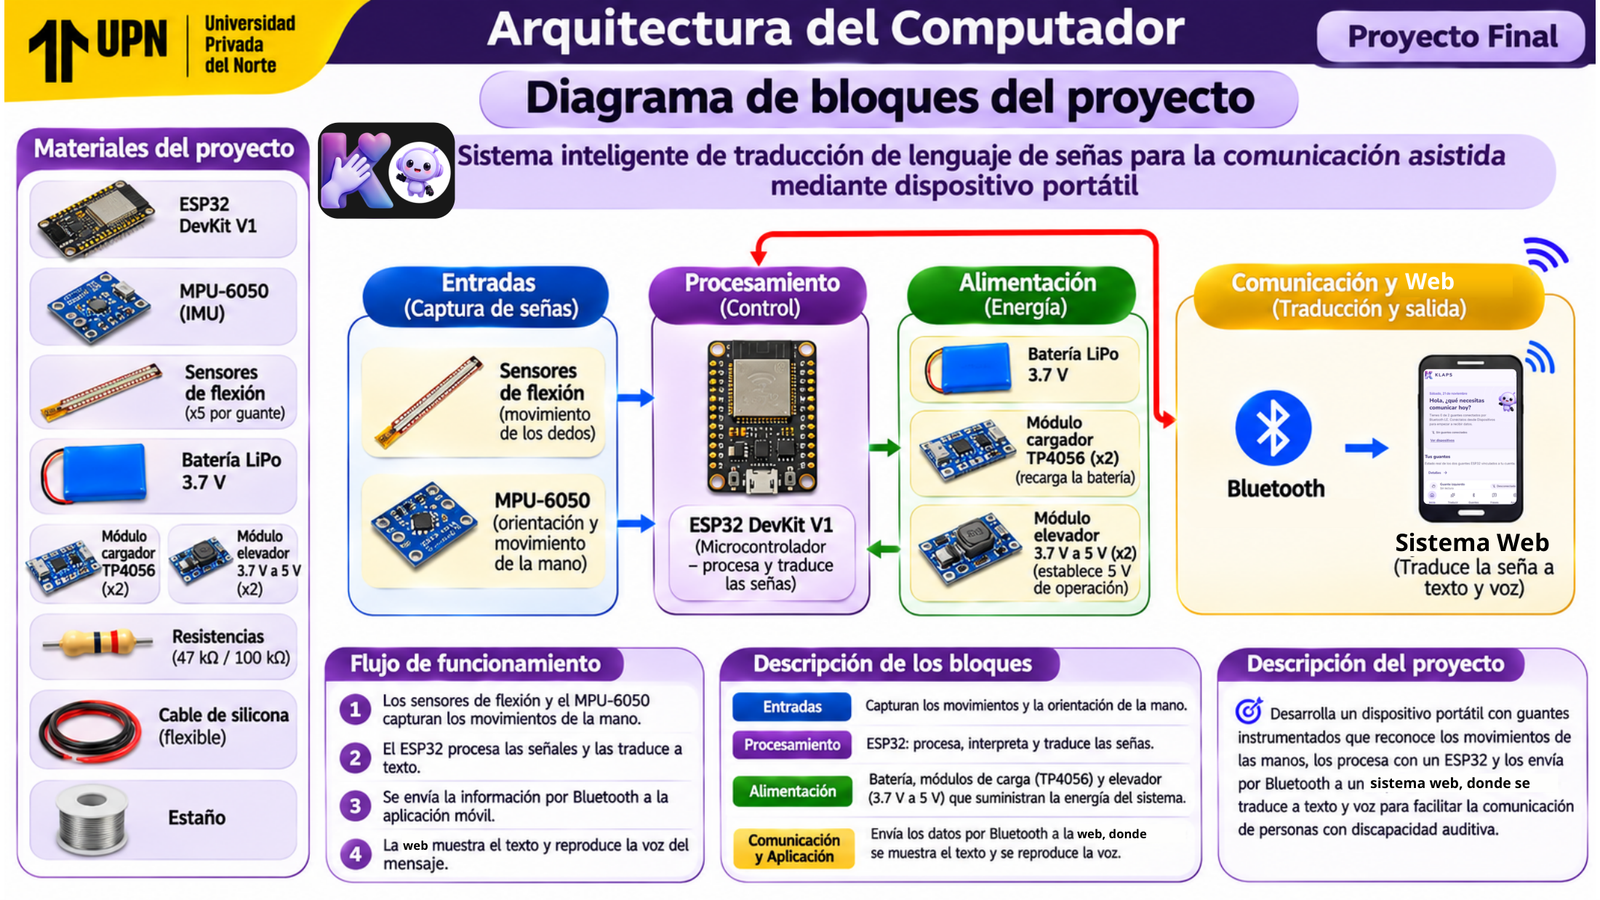 UPN
Universidad
Privada
del Norte
Arquitectura del Computador
Proyecto Final
Diagrama de bloques del proyecto
Sistema inteligente de traducción de lenguaje de señas para la comunicación asistida
mediante dispositivo portátil
Materiales del proyecto
ESP32
DevKit V1
MPU-6050
(IMU)
Sensores
de flexión
(x5 por guante)
Batería LiPo
3.7 V
Módulo
cargador
TP4056
(x2)
Módulo
elevador
3.7 V a 5 V
(x2)
Resistencias
(47 kΩ / 100 kΩ)
Cable de silicona
(flexible)
Estaño
Entradas
(Captura de señas)
Sensores
de flexión
(movimiento
de los dedos)
MPU-6050
(orientación y
movimiento
de la mano)
Procesamiento
(Control)
ESP32 DevKit V1
(Microcontrolador
– procesa y traduce
las señas)
Alimentación
(Energía)
Batería LiPo
3.7 V
Módulo
cargador
TP4056 (x2)
(recarga la batería)
Módulo
elevador
3.7 V a 5 V (x2)
(establece 5 V
de operación)
Comunicación y Web
(Traducción y salida)
Bluetooth
KLAPS
Hola, ¿qué necesitas
comunicar hoy?
Tus guantes
Sistema Web
(Traduce la seña a
texto y voz)
Flujo de funcionamiento
1 Los sensores de flexión y el MPU-6050
capturan los movimientos de la mano.
2 El ESP32 procesa las señales y las traduce a
texto.
3 Se envía la información por Bluetooth a la
aplicación móvil.
4 La web muestra el texto y reproduce la voz del
mensaje.
Descripción de los bloques
Entradas Capturan los movimientos y la orientación de la mano.
Procesamiento ESP32: procesa, interpreta y traduce las señas.
Alimentación Batería, módulos de carga (TP4056) y elevador
(3.7 V a 5 V) que suministran la energía del sistema.
Comunicación
y Aplicación
Envía los datos por Bluetooth a la web, donde
se muestra el texto y se reproduce la voz.
Descripción del proyecto
Desarrolla un dispositivo portátil con guantes
instrumentados que reconoce los movimientos de
las manos, los procesa con un ESP32 y los envía
por Bluetooth a un sistema web, donde se
traduce a texto y voz para facilitar la comunicación
de personas con discapacidad auditiva.